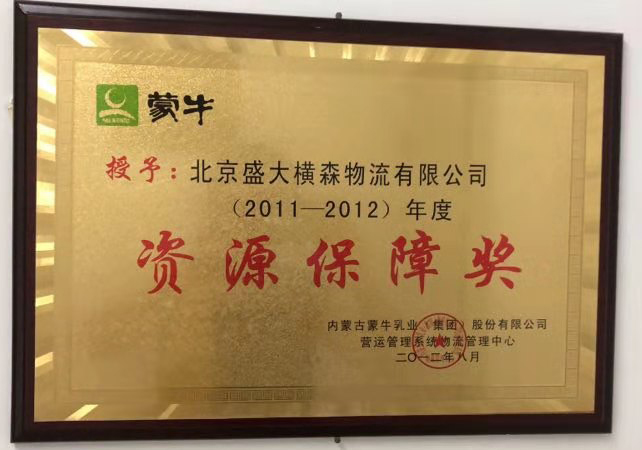 蒙牛
授予：北京盛大横森物流有限公司
（2011—2012）年度
资源保障奖
内蒙古蒙牛乳业（集团）股份有限公司
营运管理系统物流管理中心
二〇一二年八月